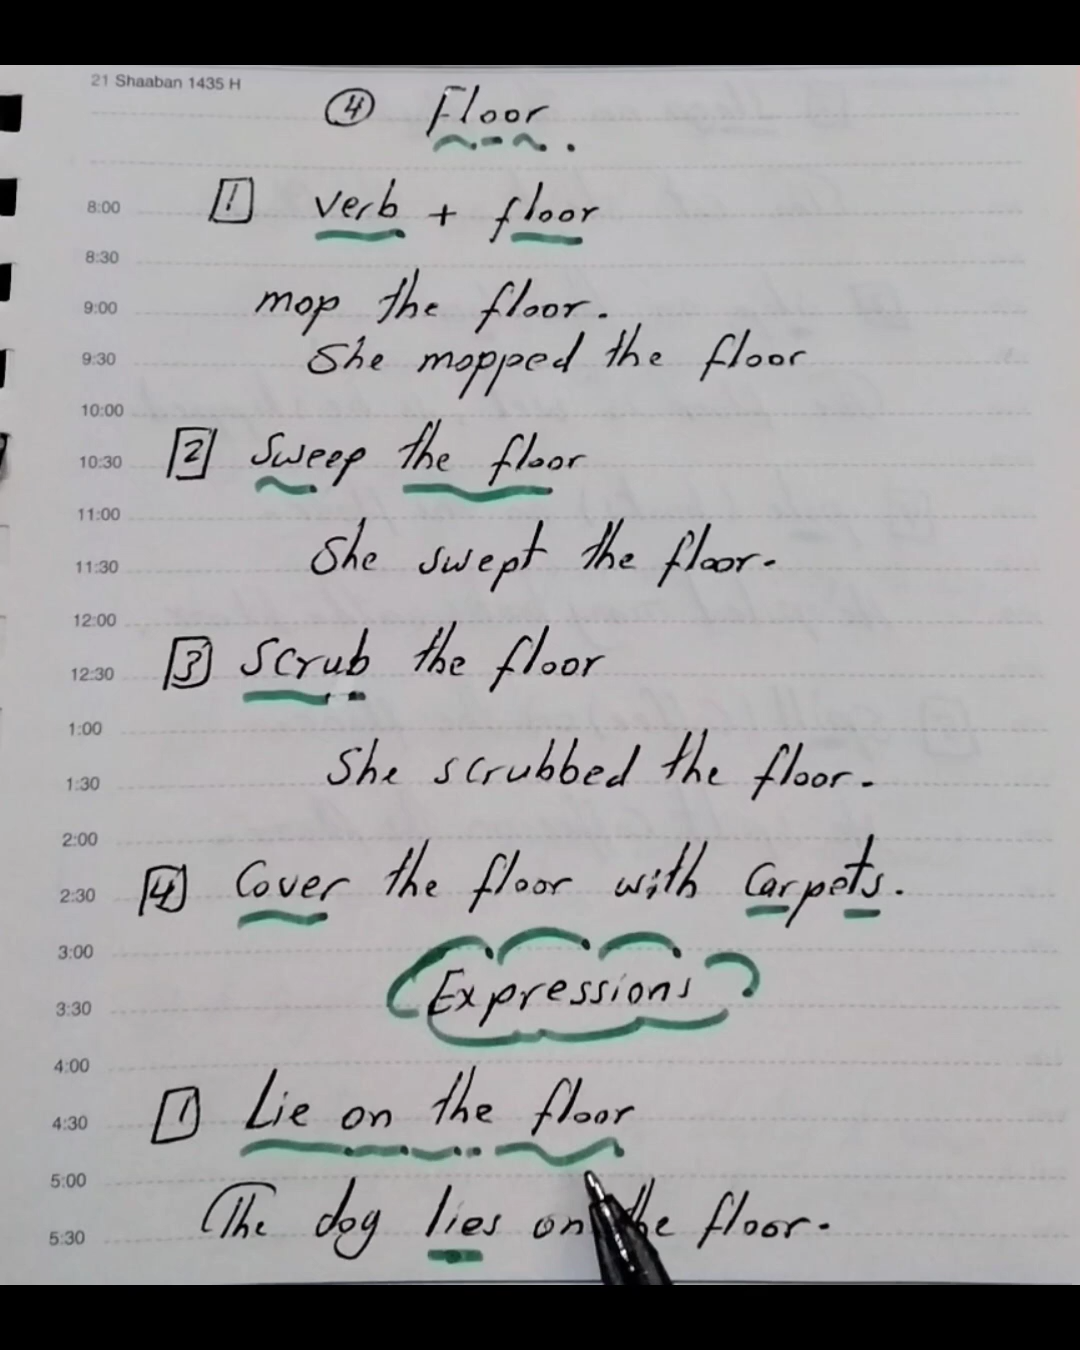 21 Shaaban 1435 H
④ Floor.
1 verb + floor
8:00
8:30
mop the floor.
9:00
She mopped the floor
9:30
10:00
2 Sweep the floor
10:30
11:00
She swept the floor.
11:30
12:00
3 Scrub the floor
12:30
1:00
She scrubbed the floor.
1:30
2:00
4 Cover the floor with carpets.
2:30
3:00
Expressions
3:30
4:00
1 Lie on the floor
4:30
5:00
The dog lies on the floor.
5:30